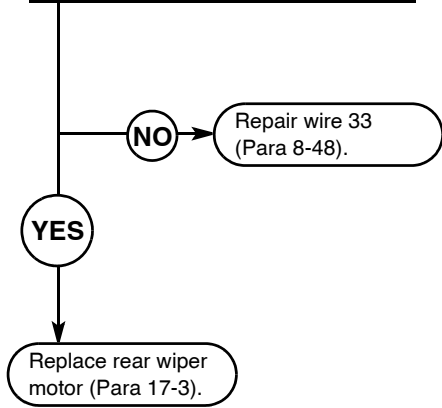 NO
Repair wire 33
(Para 8-48).
YES
Replace rear wiper
motor (Para 17-3).